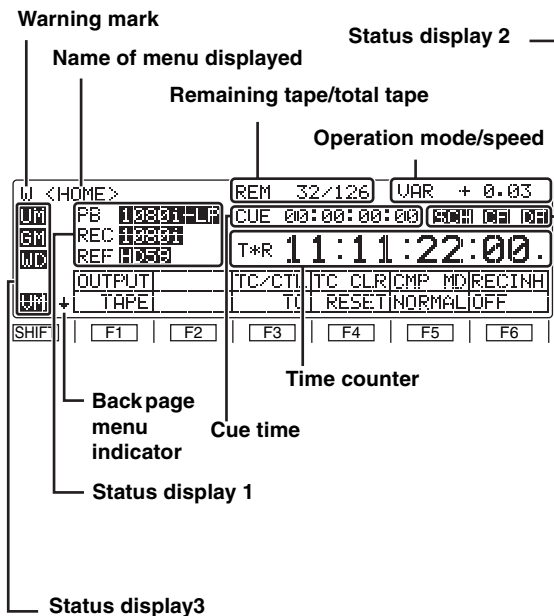 Warning mark
Status display 2
Name of menu displayed
Remaining tape/total tape
Operation mode/speed
W <HOME>
REM 32/126
VAR + 0.03
UM
PB 1080i-LP
CUE 00:00:00:00
SCH CF DF
GM
REC 1080i
WD
REF HDSB
T*R 11:11:22:00.
OUTPUT
TC/CTL
TC CLR
CMP MD
RECINH
TAPE
TC
RESET
NORMAL
OFF
SHIFT
F1
F2
F3
F4
F5
F6
Time counter
Back page
menu
indicator
Cue time
Status display 1
Status display3